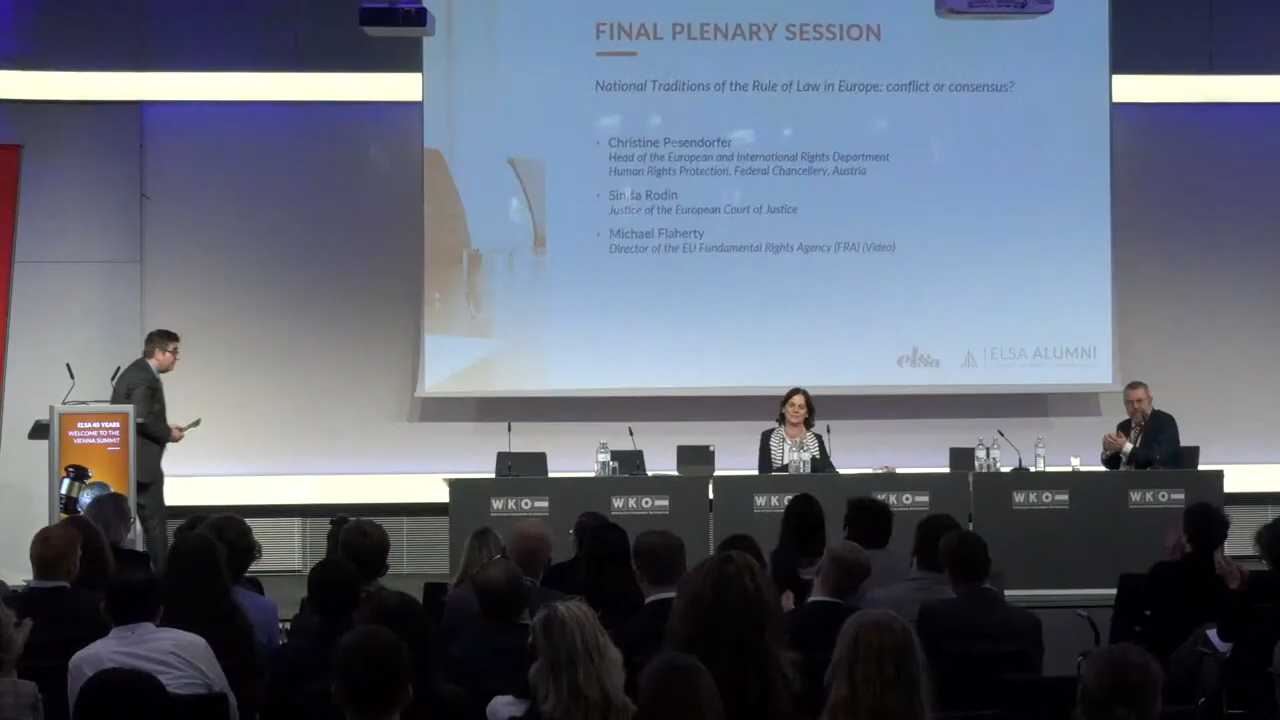 FINAL PLENARY SESSION
National Traditions of the Rule of Law in Europe: conflict or consensus?
· Christine Pesendorfer
Head of the European and International Rights Department
Human Rights Protection, Federal Chancellery, Austria
· Siniša Rodin
Justice of the European Court of Justice
· Michael Flaherty
Director of the EU Fundamental Rights Agency (FRA) (Video)
elsa
ELSA ALUMNI
ELSA 40 YEARS
WELCOME TO THE
VIENNA SUMMIT
WKO
WKO
WKO
WKO
WKO
WKO